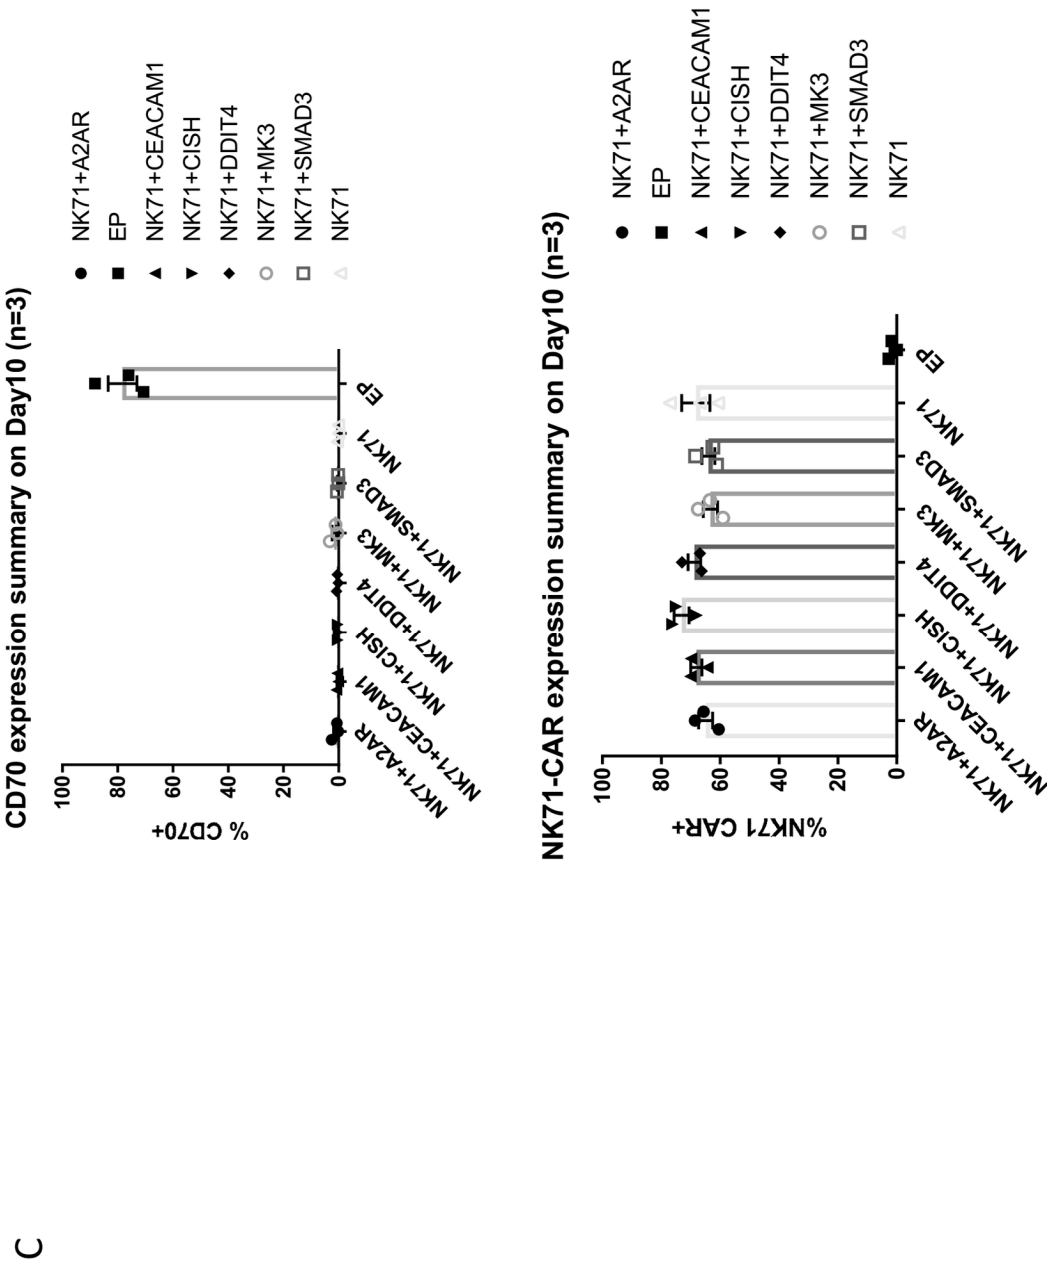 C
CD70 expression summary on Day10 (n=3)
% CD70+
100
80
60
40
20
0
NK71+A2AR
NK71+CEACAM1
NK71+CISH
NK71+DDIT4
NK71+MK3
NK71+SMAD3
NK71
EP
NK71+A2AR
EP
NK71+CEACAM1
NK71+CISH
NK71+DDIT4
NK71+MK3
NK71+SMAD3
NK71
NK71-CAR expression summary on Day10 (n=3)
%NK71 CAR+
100
80
60
40
20
0
NK71+A2AR
NK71+CEACAM1
NK71+CISH
NK71+DDIT4
NK71+MK3
NK71+SMAD3
NK71
EP
NK71+A2AR
EP
NK71+CEACAM1
NK71+CISH
NK71+DDIT4
NK71+MK3
NK71+SMAD3
NK71